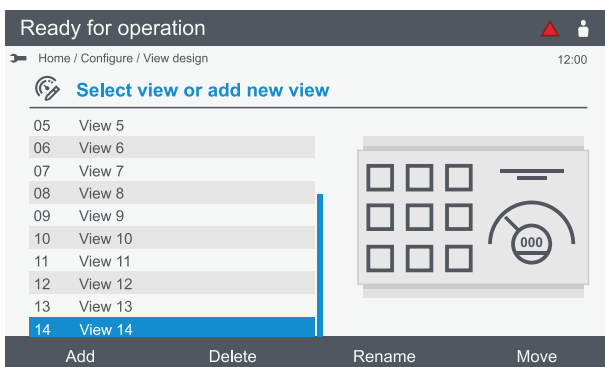 Ready for operation
Home / Configure / View design
12:00
Select view or add new view
05 View 5
06 View 6
07 View 7
08 View 8
09 View 9
10 View 10
11 View 11
12 View 12
13 View 13
14 View 14
000
Add Delete Rename Move